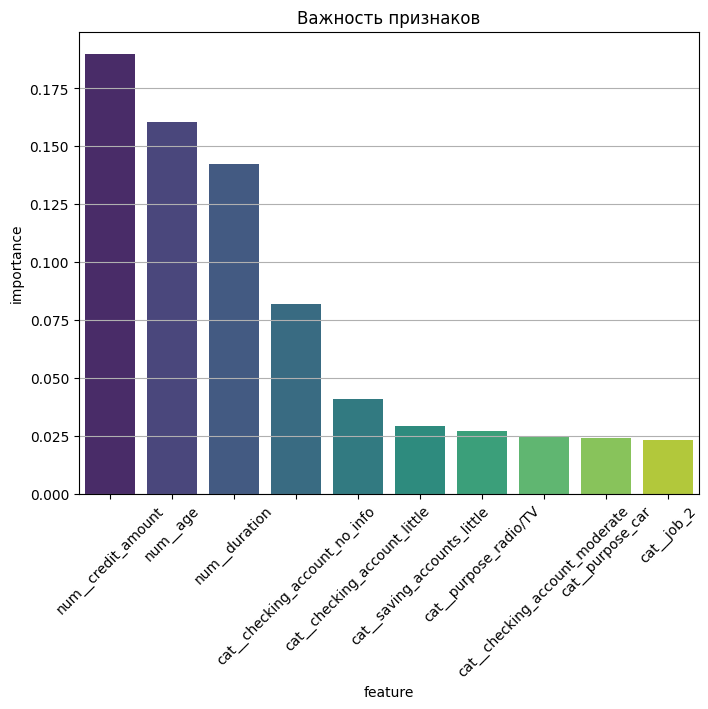 Важность признаков
importance
0.175
0.150
0.125
0.100
0.075
0.050
0.025
0.000
num__credit_amount
num__age
num__duration
cat__checking_account_no_info
cat__checking_account_little
cat__saving_accounts_little
cat__purpose_radio/TV
cat__checking_account_moderate
cat__purpose_car
cat__job_2
feature